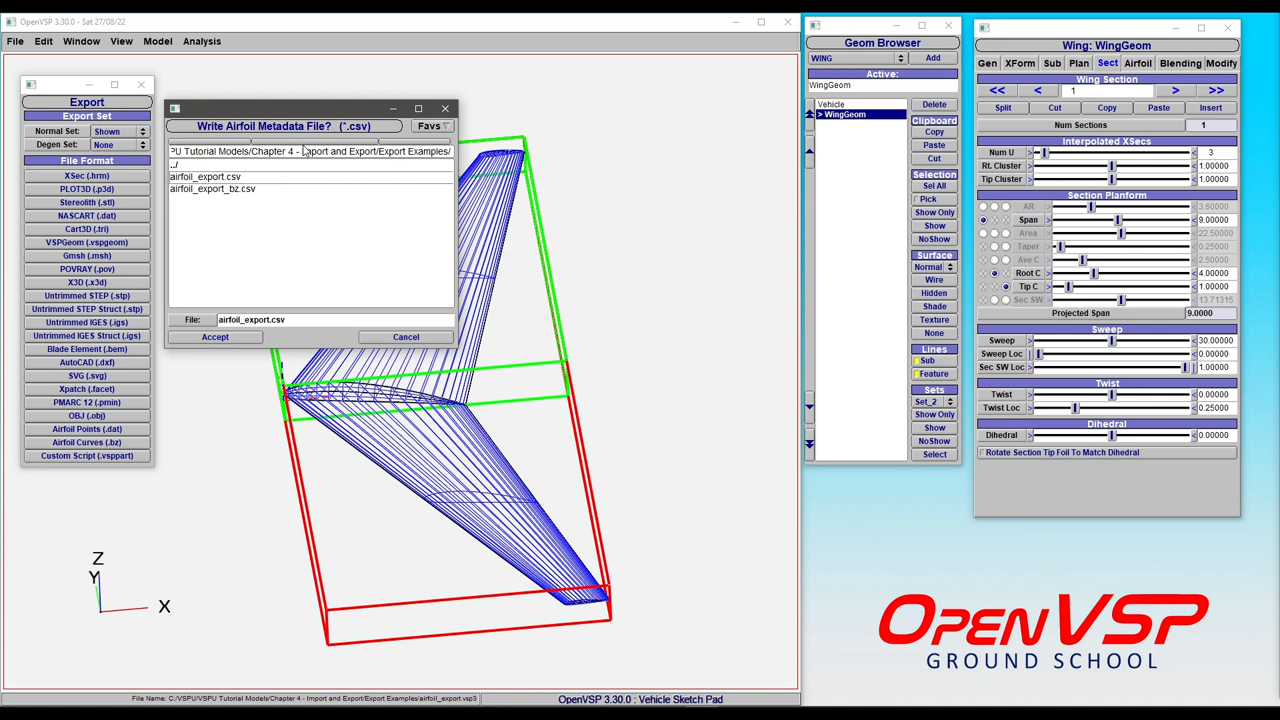 OpenVSP 3.30.0 - Sat 27/08/22
File Edit Window View Model Analysis
Export
Export Set
Normal Set: Shown
Degen Set: None
File Format
XSec (.hrm)
PLOT3D (.p3d)
Stereolith (.stl)
NASCART (.dat)
Cart3D (.tri)
VSPGeom (.vspgeom)
Gmsh (.msh)
POVRAY (.pov)
X3D (.x3d)
Untrimmed STEP (.stp)
Untrimmed STEP Struct (.stp)
Untrimmed IGES (.igs)
Untrimmed IGES Struct (.igs)
Blade Element (.bem)
AutoCAD (.dxf)
SVG (.svg)
Xpatch (.facet)
PMARC 12 (.pmin)
OBJ (.obj)
Airfoil Points (.dat)
Airfoil Curves (.bz)
Custom Script (.vsppart)
Write Airfoil Metadata File? (*.csv) Favs
PU Tutorial Models/Chapter 4 - Import and Export/Export Examples/
../
airfoil_export.csv
airfoil_export_bz.csv
File: airfoil_export.csv
Accept Cancel
Z
Y
X
File Name: C:/VSPU/VSPU Tutorial Models/Chapter 4 - Import and Export/Export Examples/airfoil_export.vsp3
OpenVSP 3.30.0 : Vehicle Sketch Pad
Geom Browser
WING Add
Active:
WingGeom
Vehicle
> WingGeom
Delete
Clipboard
Copy
Paste
Cut
Selection
Sel All
Pick
Show Only
Show
NoShow
Surface
Normal
Wire
Hidden
Shade
Texture
None
Lines
Sub
Feature
Sets
Set_2
Show Only
Show
NoShow
Select
Wing: WingGeom
Gen XForm Sub Plan Sect Airfoil Blending Modify
Wing Section
<< < 1 > >>
Split Cut Copy Paste Insert
Num Sections 1
Interpolated XSecs
Num U 3
Rt. Cluster > < 1.00000
Tip Cluster > < 1.00000
Section Planform
AR > < 3.60000
Span > < 9.00000
Area > < 22.50000
Taper > < 0.25000
Ave C > < 2.50000
Root C > < 4.00000
Tip C > < 1.00000
Sec SW > < 13.71315
Projected Span 9.0000
Sweep
Sweep > < 30.00000
Sweep Loc < 0.00000
Sec SW Loc > 1.00000
Twist
Twist > < 0.00000
Twist Loc > < 0.25000
Dihedral
Dihedral > < 0.00000
Rotate Section Tip Foil To Match Dihedral
OpenVSP
GROUND SCHOOL